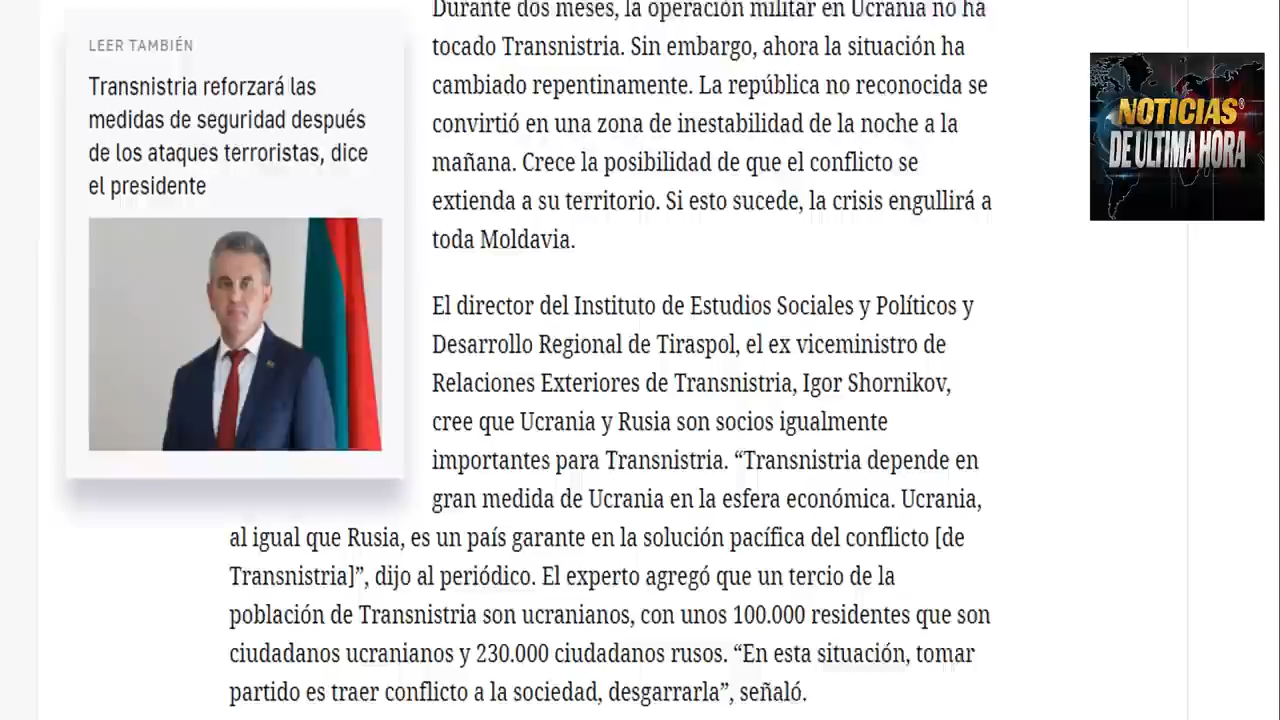 LEER TAMBIÉN
Transnistria reforzará las
medidas de seguridad después
de los ataques terroristas, dice
el presidente
Durante dos meses, la operación militar en Ucrania no ha
tocado Transnistria. Sin embargo, ahora la situación ha
cambiado repentinamente. La república no reconocida se
convirtió en una zona de inestabilidad de la noche a la
mañana. Crece la posibilidad de que el conflicto se
extienda a su territorio. Si esto sucede, la crisis engullirá a
toda Moldavia.
El director del Instituto de Estudios Sociales y Políticos y
Desarrollo Regional de Tiraspol, el ex viceministro de
Relaciones Exteriores de Transnistria, Igor Shornikov,
cree que Ucrania y Rusia son socios igualmente
importantes para Transnistria. “Transnistria depende en
gran medida de Ucrania en la esfera económica. Ucrania,
al igual que Rusia, es un país garante en la solución pacífica del conflicto [de
Transnistria]”, dijo al periódico. El experto agregó que un tercio de la
población de Transnistria son ucranianos, con unos 100.000 residentes que son
ciudadanos ucranianos y 230.000 ciudadanos rusos. “En esta situación, tomar
partido es traer conflicto a la sociedad, desgarrarla”, señaló.
NOTICIAS®
DE ULTIMA HORA